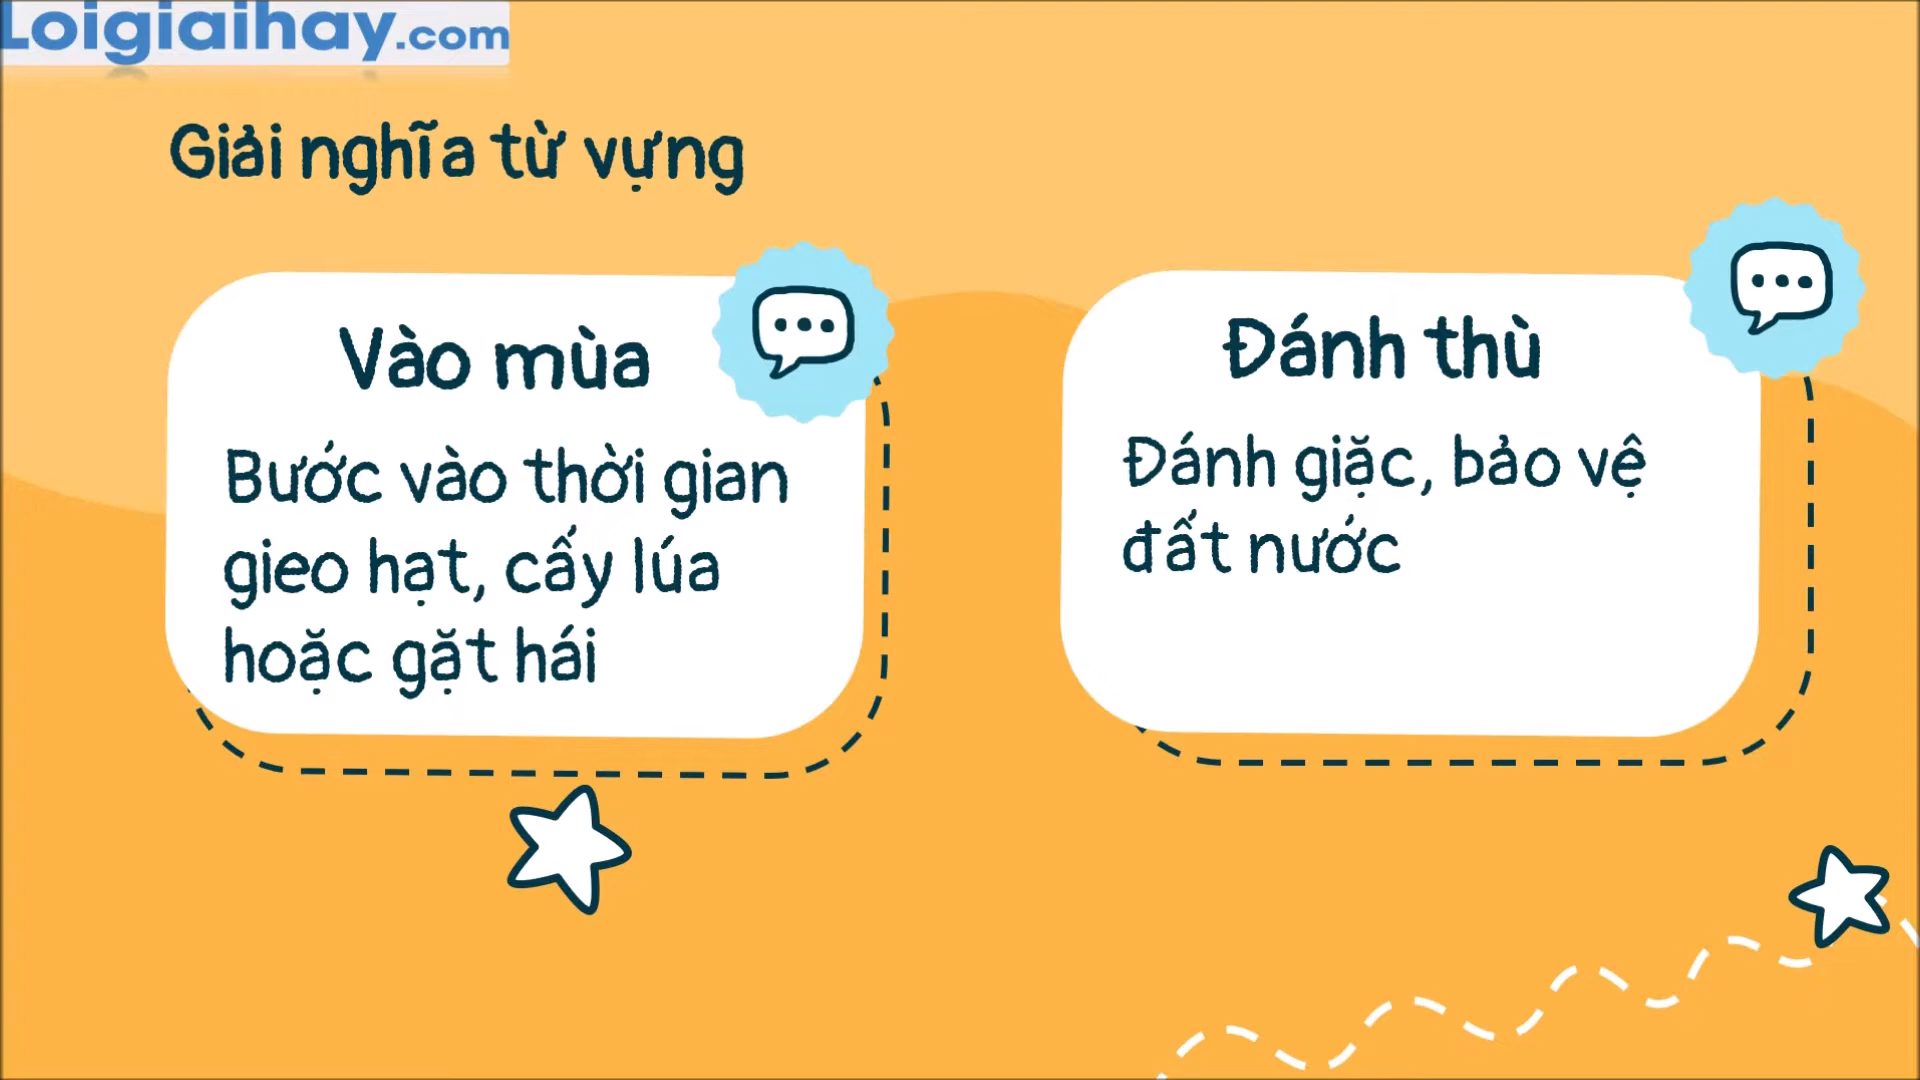 Loigiaihay.com
Giải nghĩa từ vựng
Vào mùa
Bước vào thời gian
gieo hạt, cấy lúa
hoặc gặt hái
Đánh thù
Đánh giặc, bảo vệ
đất nước